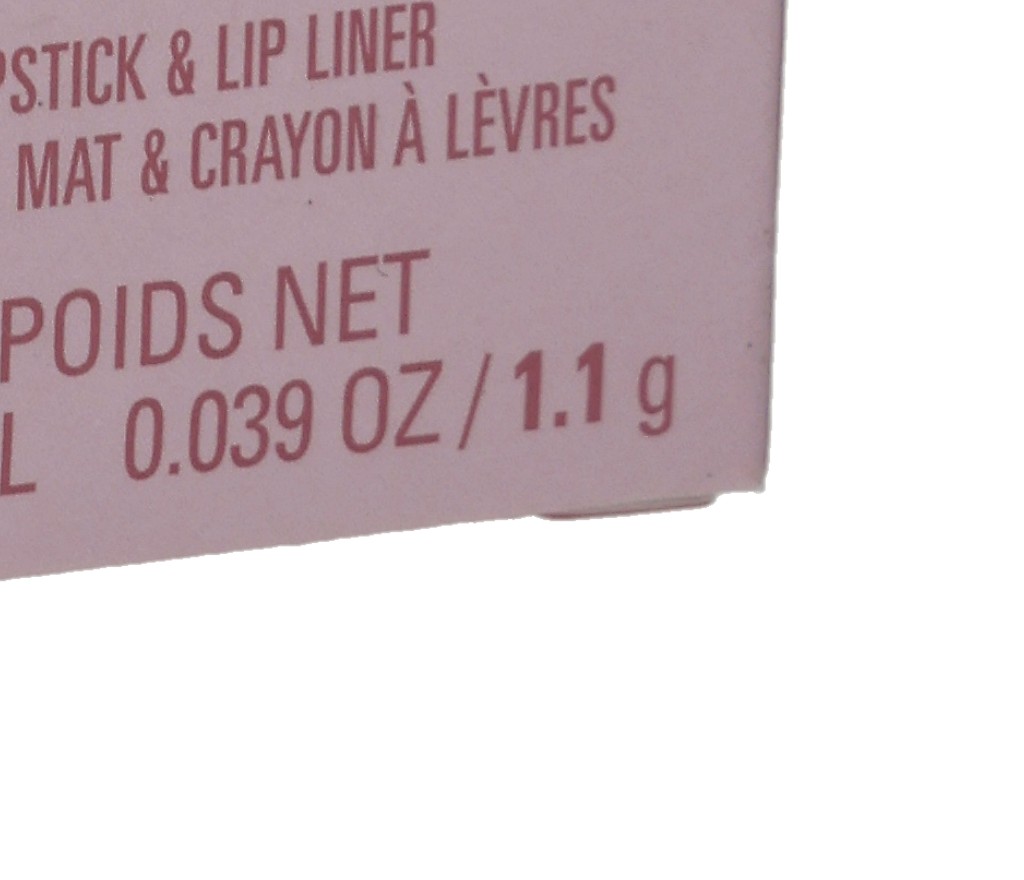 PSTICK & LIP LINER
MAT & CRAYON À LÈVRES
POIDS NET
L 0.039 OZ / 1.1 g